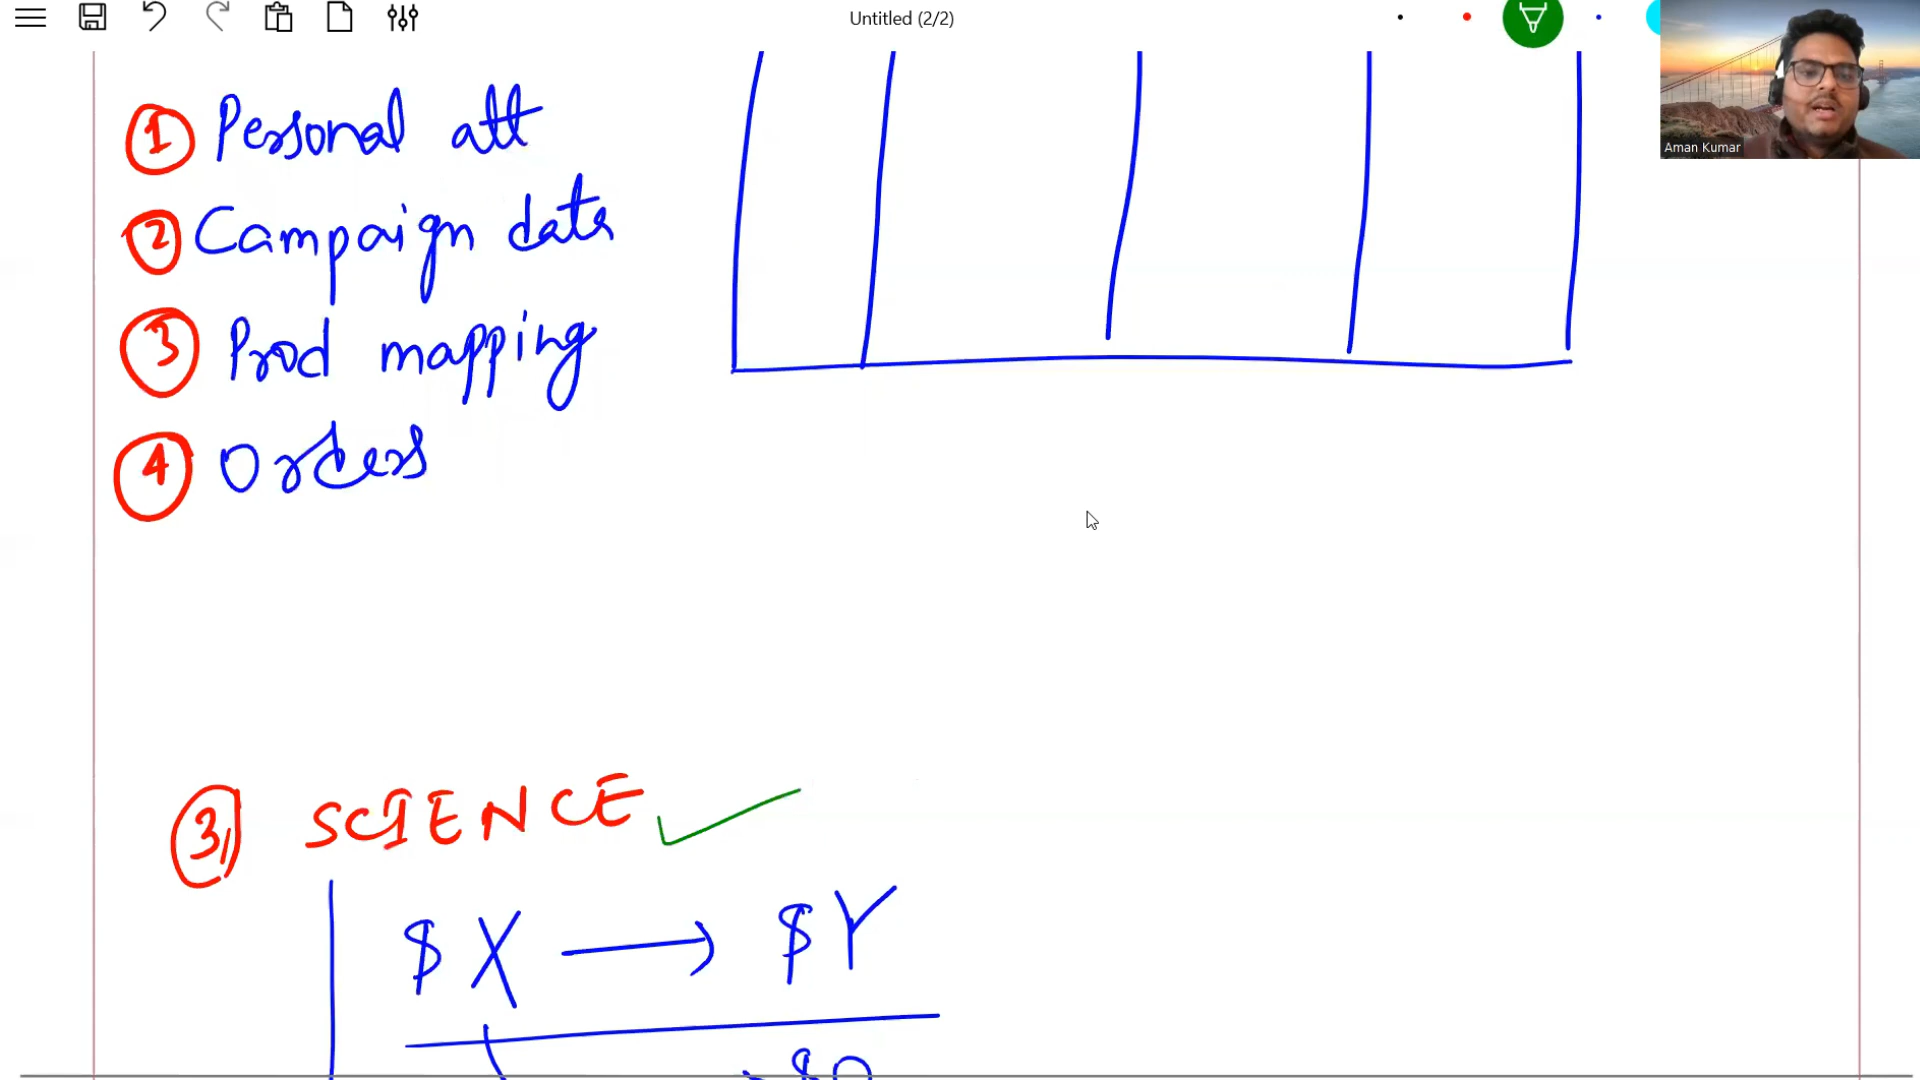 Untitled (2/2)
Aman Kumar
1 Personal att
2 Campaign data
3 Prod mapping
4 Orders
3, SCIENCE ✓
$X → $Y